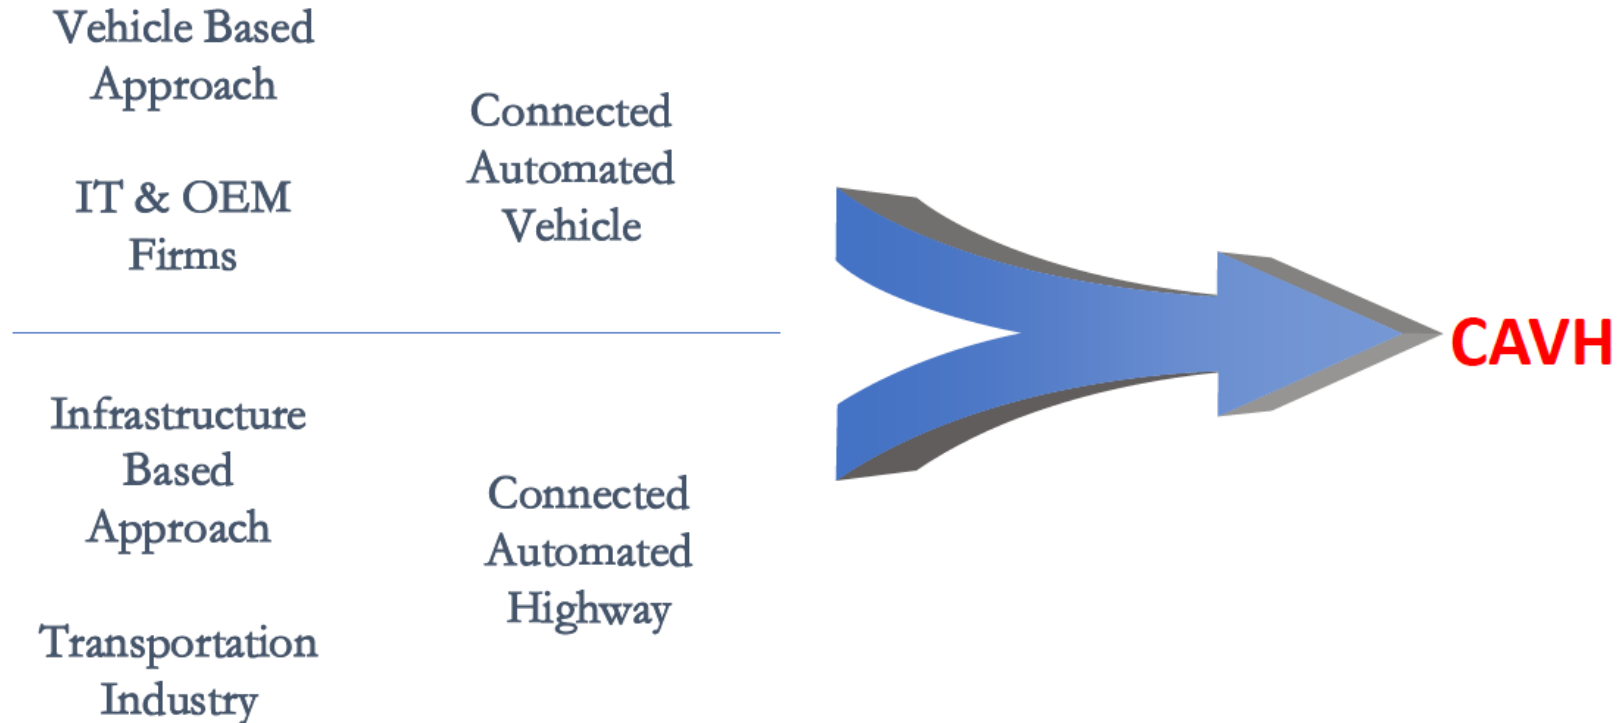 Vehicle Based
Approach
IT & OEM
Firms
Connected
Automated
Vehicle
Infrastructure
Based
Approach
Transportation
Industry
Connected
Automated
Highway
CAVH